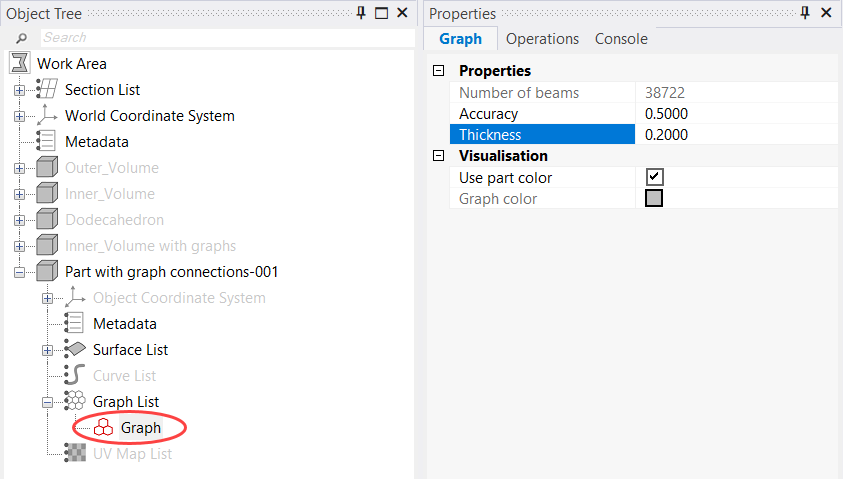 Object Tree
Search
Work Area
Section List
World Coordinate System
Metadata
Outer_Volume
Inner_Volume
Dodecahedron
Inner_Volume with graphs
Part with graph connections-001
Object Coordinate System
Metadata
Surface List
Curve List
Graph List
Graph
UV Map List
Properties
Graph Operations Console
Properties
Number of beams 38722
Accuracy 0.5000
Thickness 0.2000
Visualisation
Use part color
Graph color